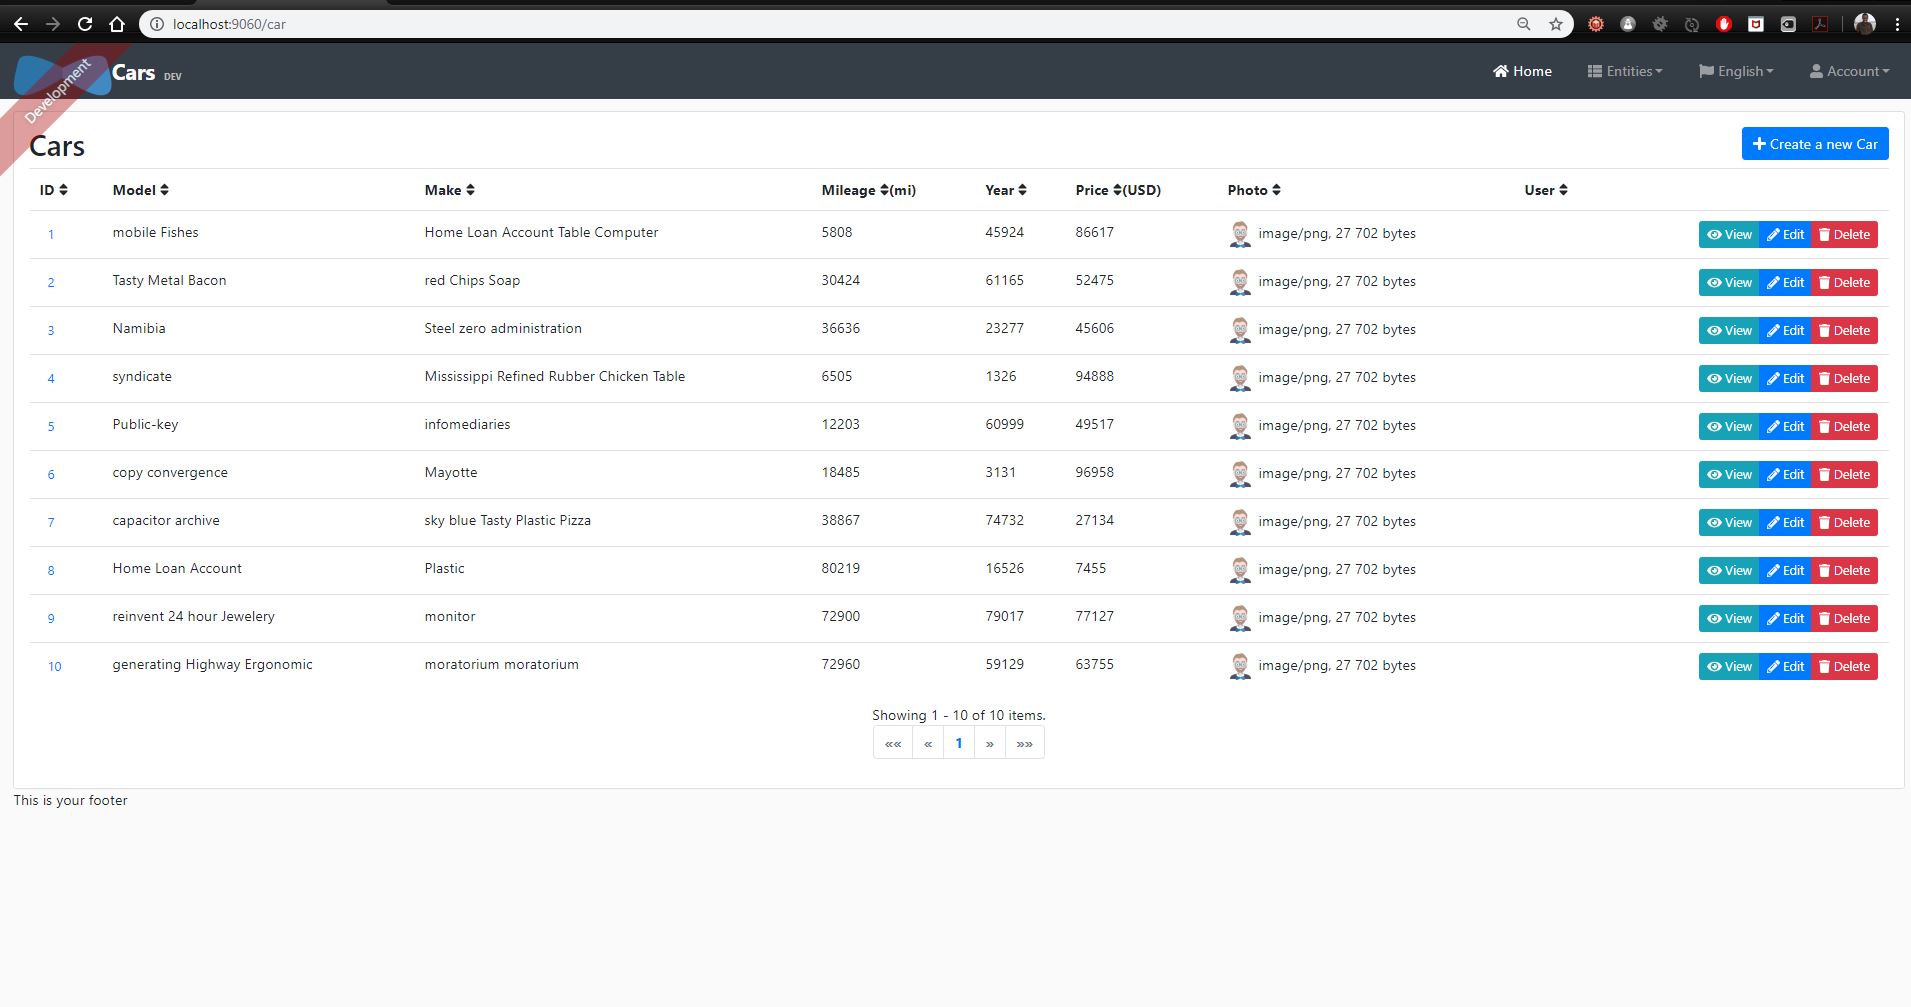 localhost:9060/car
Development
Cars DEV
Home Entities English Account
Cars
Create a new Car
ID Model Make Mileage (mi) Year Price (USD) Photo User
1 mobile Fishes Home Loan Account Table Computer 5808 45924 86617 image/png, 27 702 bytes View Edit Delete
2 Tasty Metal Bacon red Chips Soap 30424 61165 52475 image/png, 27 702 bytes View Edit Delete
3 Namibia Steel zero administration 36636 23277 45606 image/png, 27 702 bytes View Edit Delete
4 syndicate Mississippi Refined Rubber Chicken Table 6505 1326 94888 image/png, 27 702 bytes View Edit Delete
5 Public-key infomediaries 12203 60999 49517 image/png, 27 702 bytes View Edit Delete
6 copy convergence Mayotte 18485 3131 96958 image/png, 27 702 bytes View Edit Delete
7 capacitor archive sky blue Tasty Plastic Pizza 38867 74732 27134 image/png, 27 702 bytes View Edit Delete
8 Home Loan Account Plastic 80219 16526 7455 image/png, 27 702 bytes View Edit Delete
9 reinvent 24 hour Jewelery monitor 72900 79017 77127 image/png, 27 702 bytes View Edit Delete
10 generating Highway Ergonomic moratorium moratorium 72960 59129 63755 image/png, 27 702 bytes View Edit Delete
Showing 1 - 10 of 10 items.
«« « 1 » »»
This is your footer